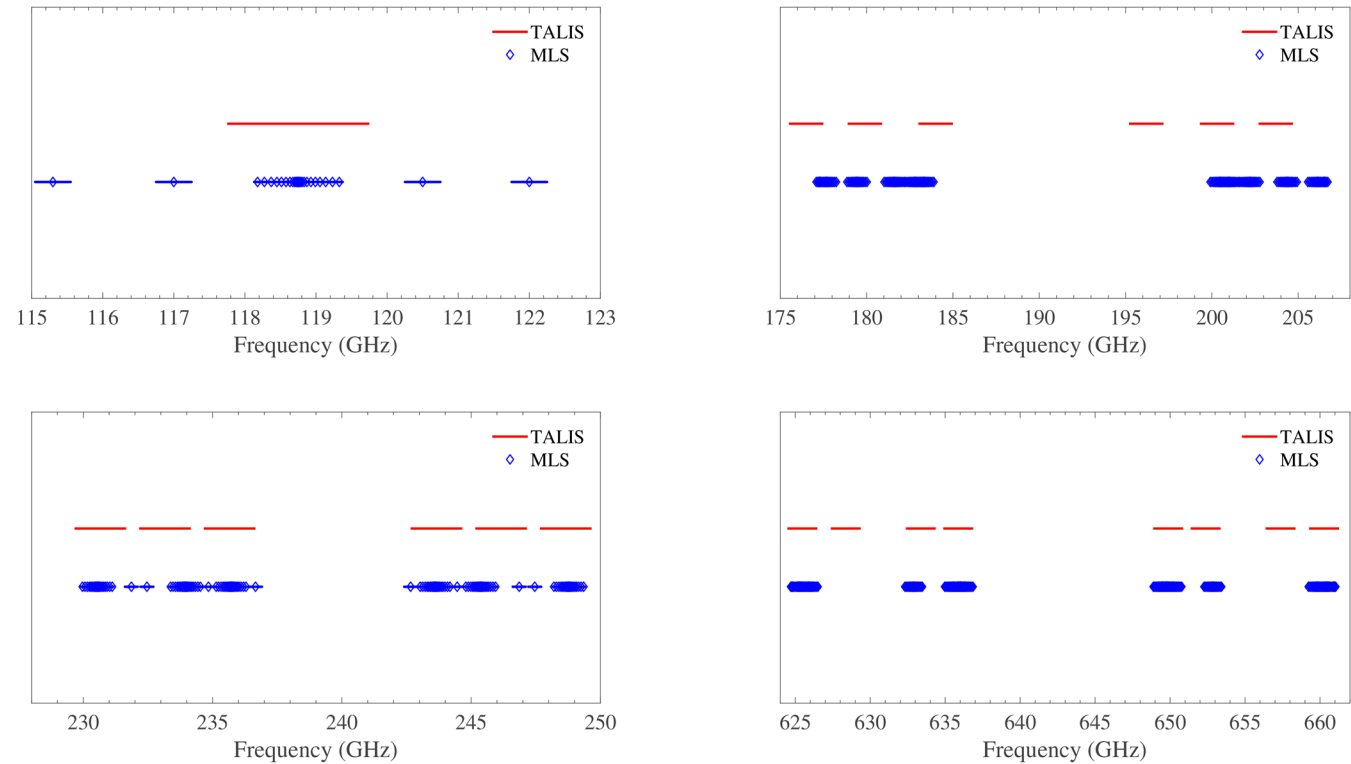 TALIS
MLS
115 116 117 118 119 120 121 122 123
Frequency (GHz)
TALIS
MLS
175 180 185 190 195 200 205
Frequency (GHz)
TALIS
MLS
230 235 240 245 250
Frequency (GHz)
TALIS
MLS
625 630 635 640 645 650 655 660
Frequency (GHz)